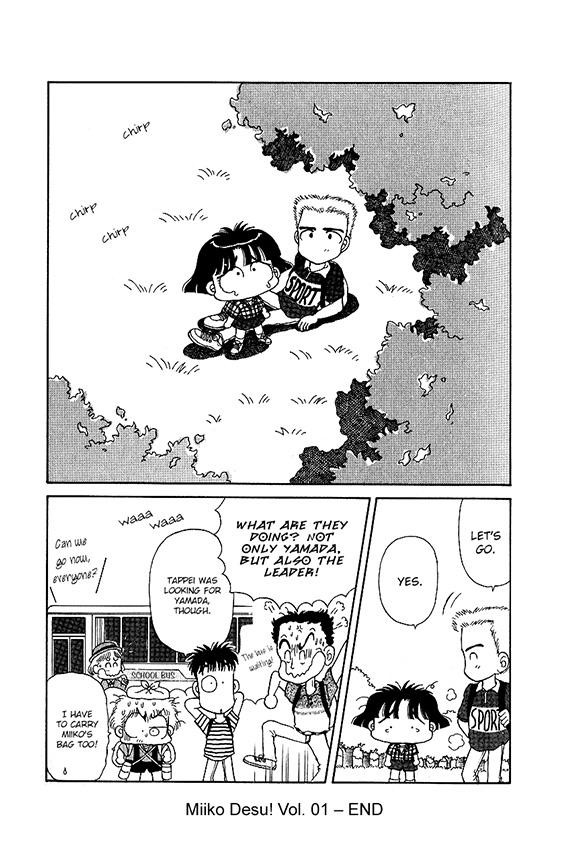 chirp
chirp
chirp
SPORT
LET'S
GO.
YES.
SPORT
WHAT ARE THEY
DOING? NOT
ONLY YAMADA,
BUT ALSO THE
LEADER!
waaa
waaa
TAPPEI WAS
LOOKING FOR
YAMADA,
THOUGH.
Can we
go now,
everyone?
The bus is
waiting!
SCHOOL BUS
I HAVE
TO CARRY
MIIKO'S
BAG TOO!
Miiko Desu! Vol. 01 – END